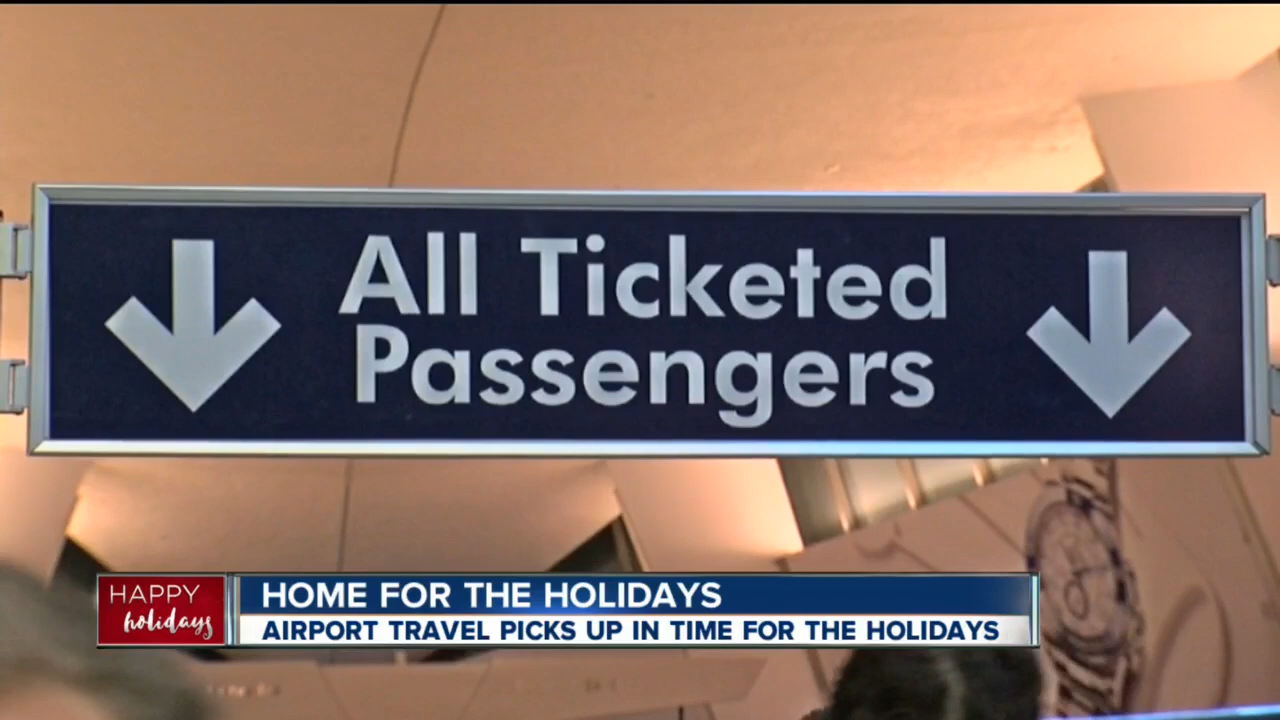 All Ticketed
Passengers
HAPPY
holidays
HOME FOR THE HOLIDAYS
AIRPORT TRAVEL PICKS UP IN TIME FOR THE HOLIDAYS